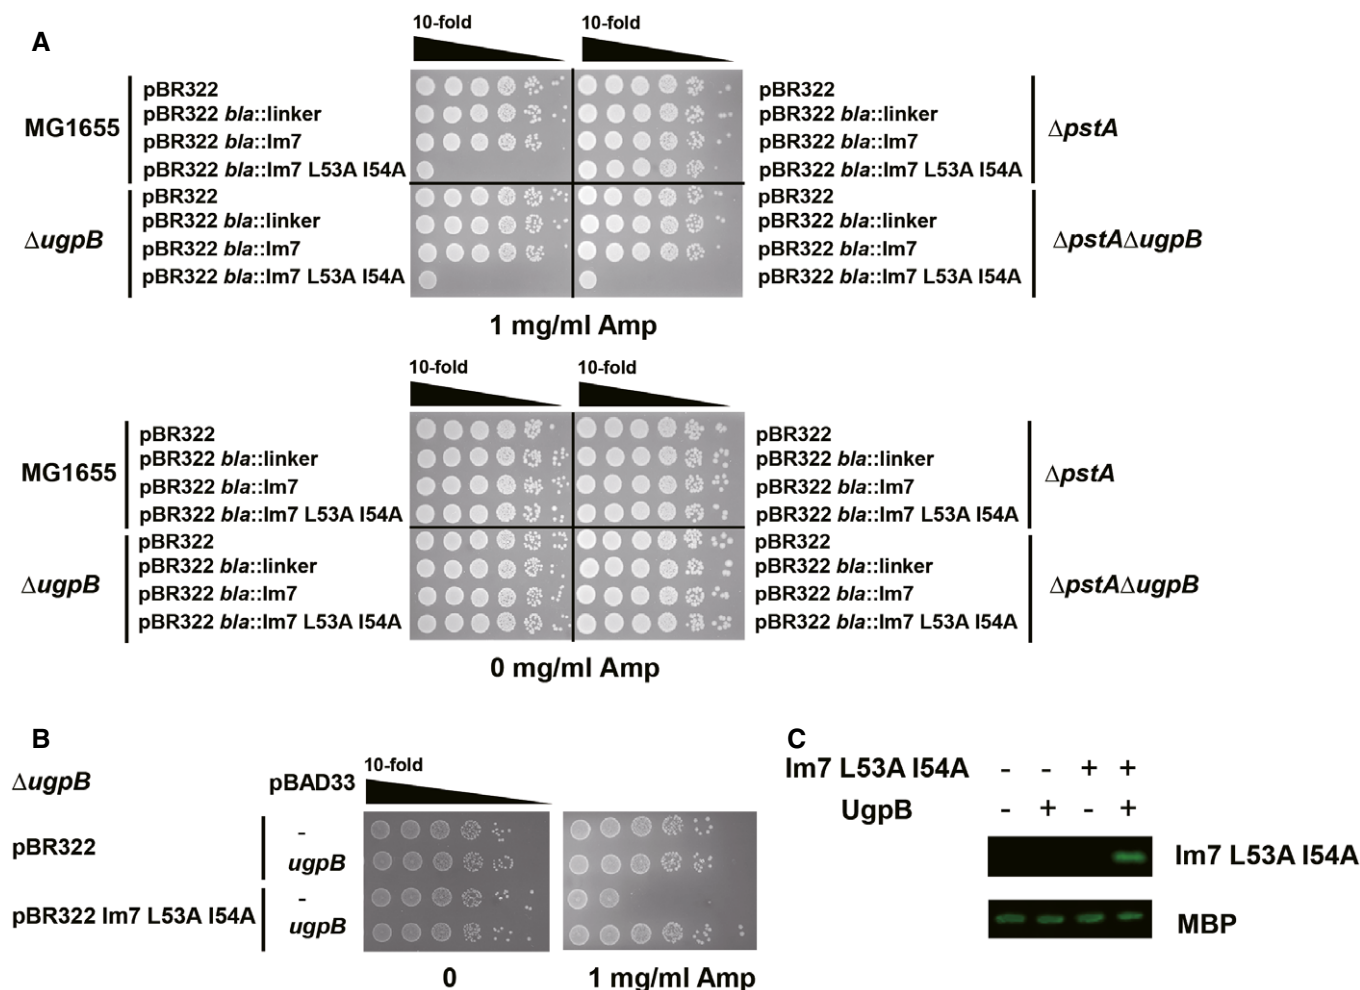 A
10-fold 10-fold
MG1655
pBR322
pBR322 bla::linker
pBR322 bla::Im7
pBR322 bla::Im7 L53A I54A
ΔugpB
pBR322
pBR322 bla::linker
pBR322 bla::Im7
pBR322 bla::Im7 L53A I54A
pBR322
pBR322 bla::linker
pBR322 bla::Im7
pBR322 bla::Im7 L53A I54A
ΔpstA
pBR322
pBR322 bla::linker
pBR322 bla::Im7
pBR322 bla::Im7 L53A I54A
ΔpstAΔugpB
1 mg/ml Amp
10-fold 10-fold
MG1655
pBR322
pBR322 bla::linker
pBR322 bla::Im7
pBR322 bla::Im7 L53A I54A
ΔugpB
pBR322
pBR322 bla::linker
pBR322 bla::Im7
pBR322 bla::Im7 L53A I54A
pBR322
pBR322 bla::linker
pBR322 bla::Im7
pBR322 bla::Im7 L53A I54A
ΔpstA
pBR322
pBR322 bla::linker
pBR322 bla::Im7
pBR322 bla::Im7 L53A I54A
ΔpstAΔugpB
0 mg/ml Amp
B
ΔugpB pBAD33 10-fold
pBR322
-
ugpB
pBR322 Im7 L53A I54A
-
ugpB
0 1 mg/ml Amp
C
Im7 L53A I54A - - + +
UgpB - + - +
Im7 L53A I54A
MBP